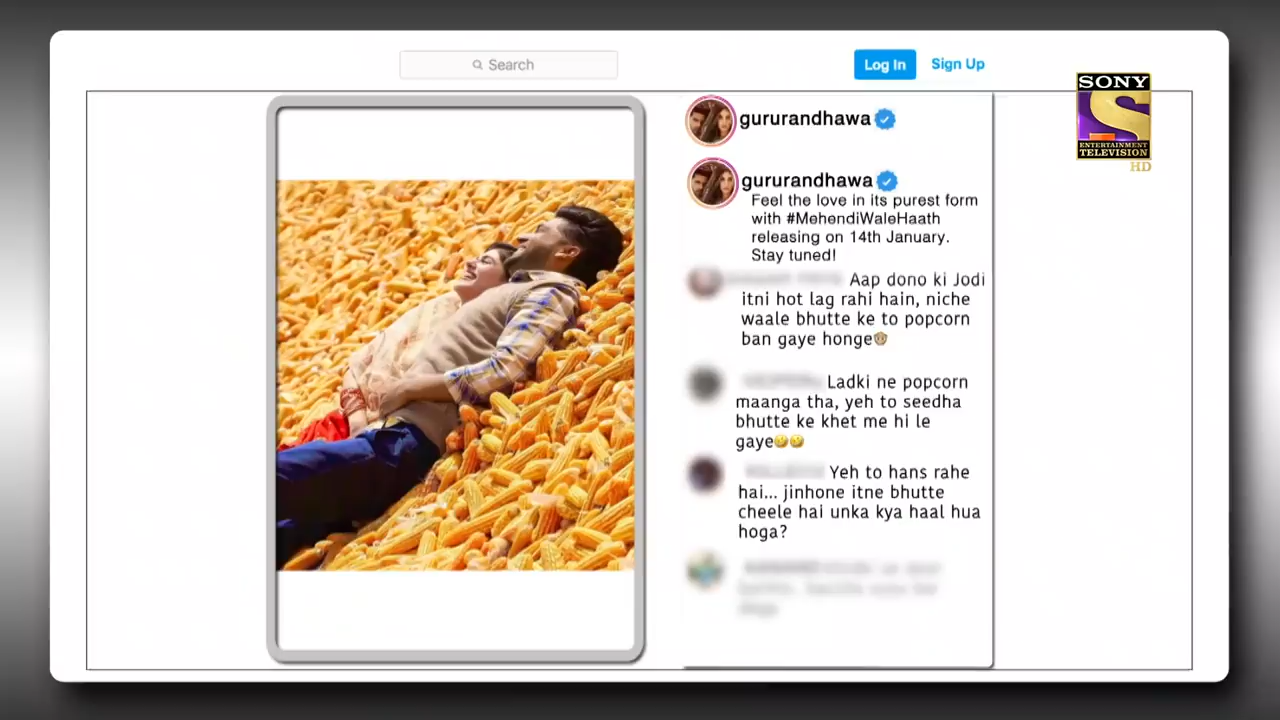 Search
Log In
Sign Up
SONY
ENTERTAINMENT
TELEVISION
HD
gururandhawa
gururandhawa
Feel the love in its purest form
with #MehendiWaleHaath
releasing on 14th January.
Stay tuned!
Aap dono ki Jodi
itni hot lag rahi hain, niche
waale bhutte ke to popcorn
ban gaye honge🙊
Ladki ne popcorn
maanga tha, yeh to seedha
bhutte ke khet me hi le
gaye🤣🤣
Yeh to hans rahe
hai... jinhone itne bhutte
cheele hai unka kya haal hua
hoga?